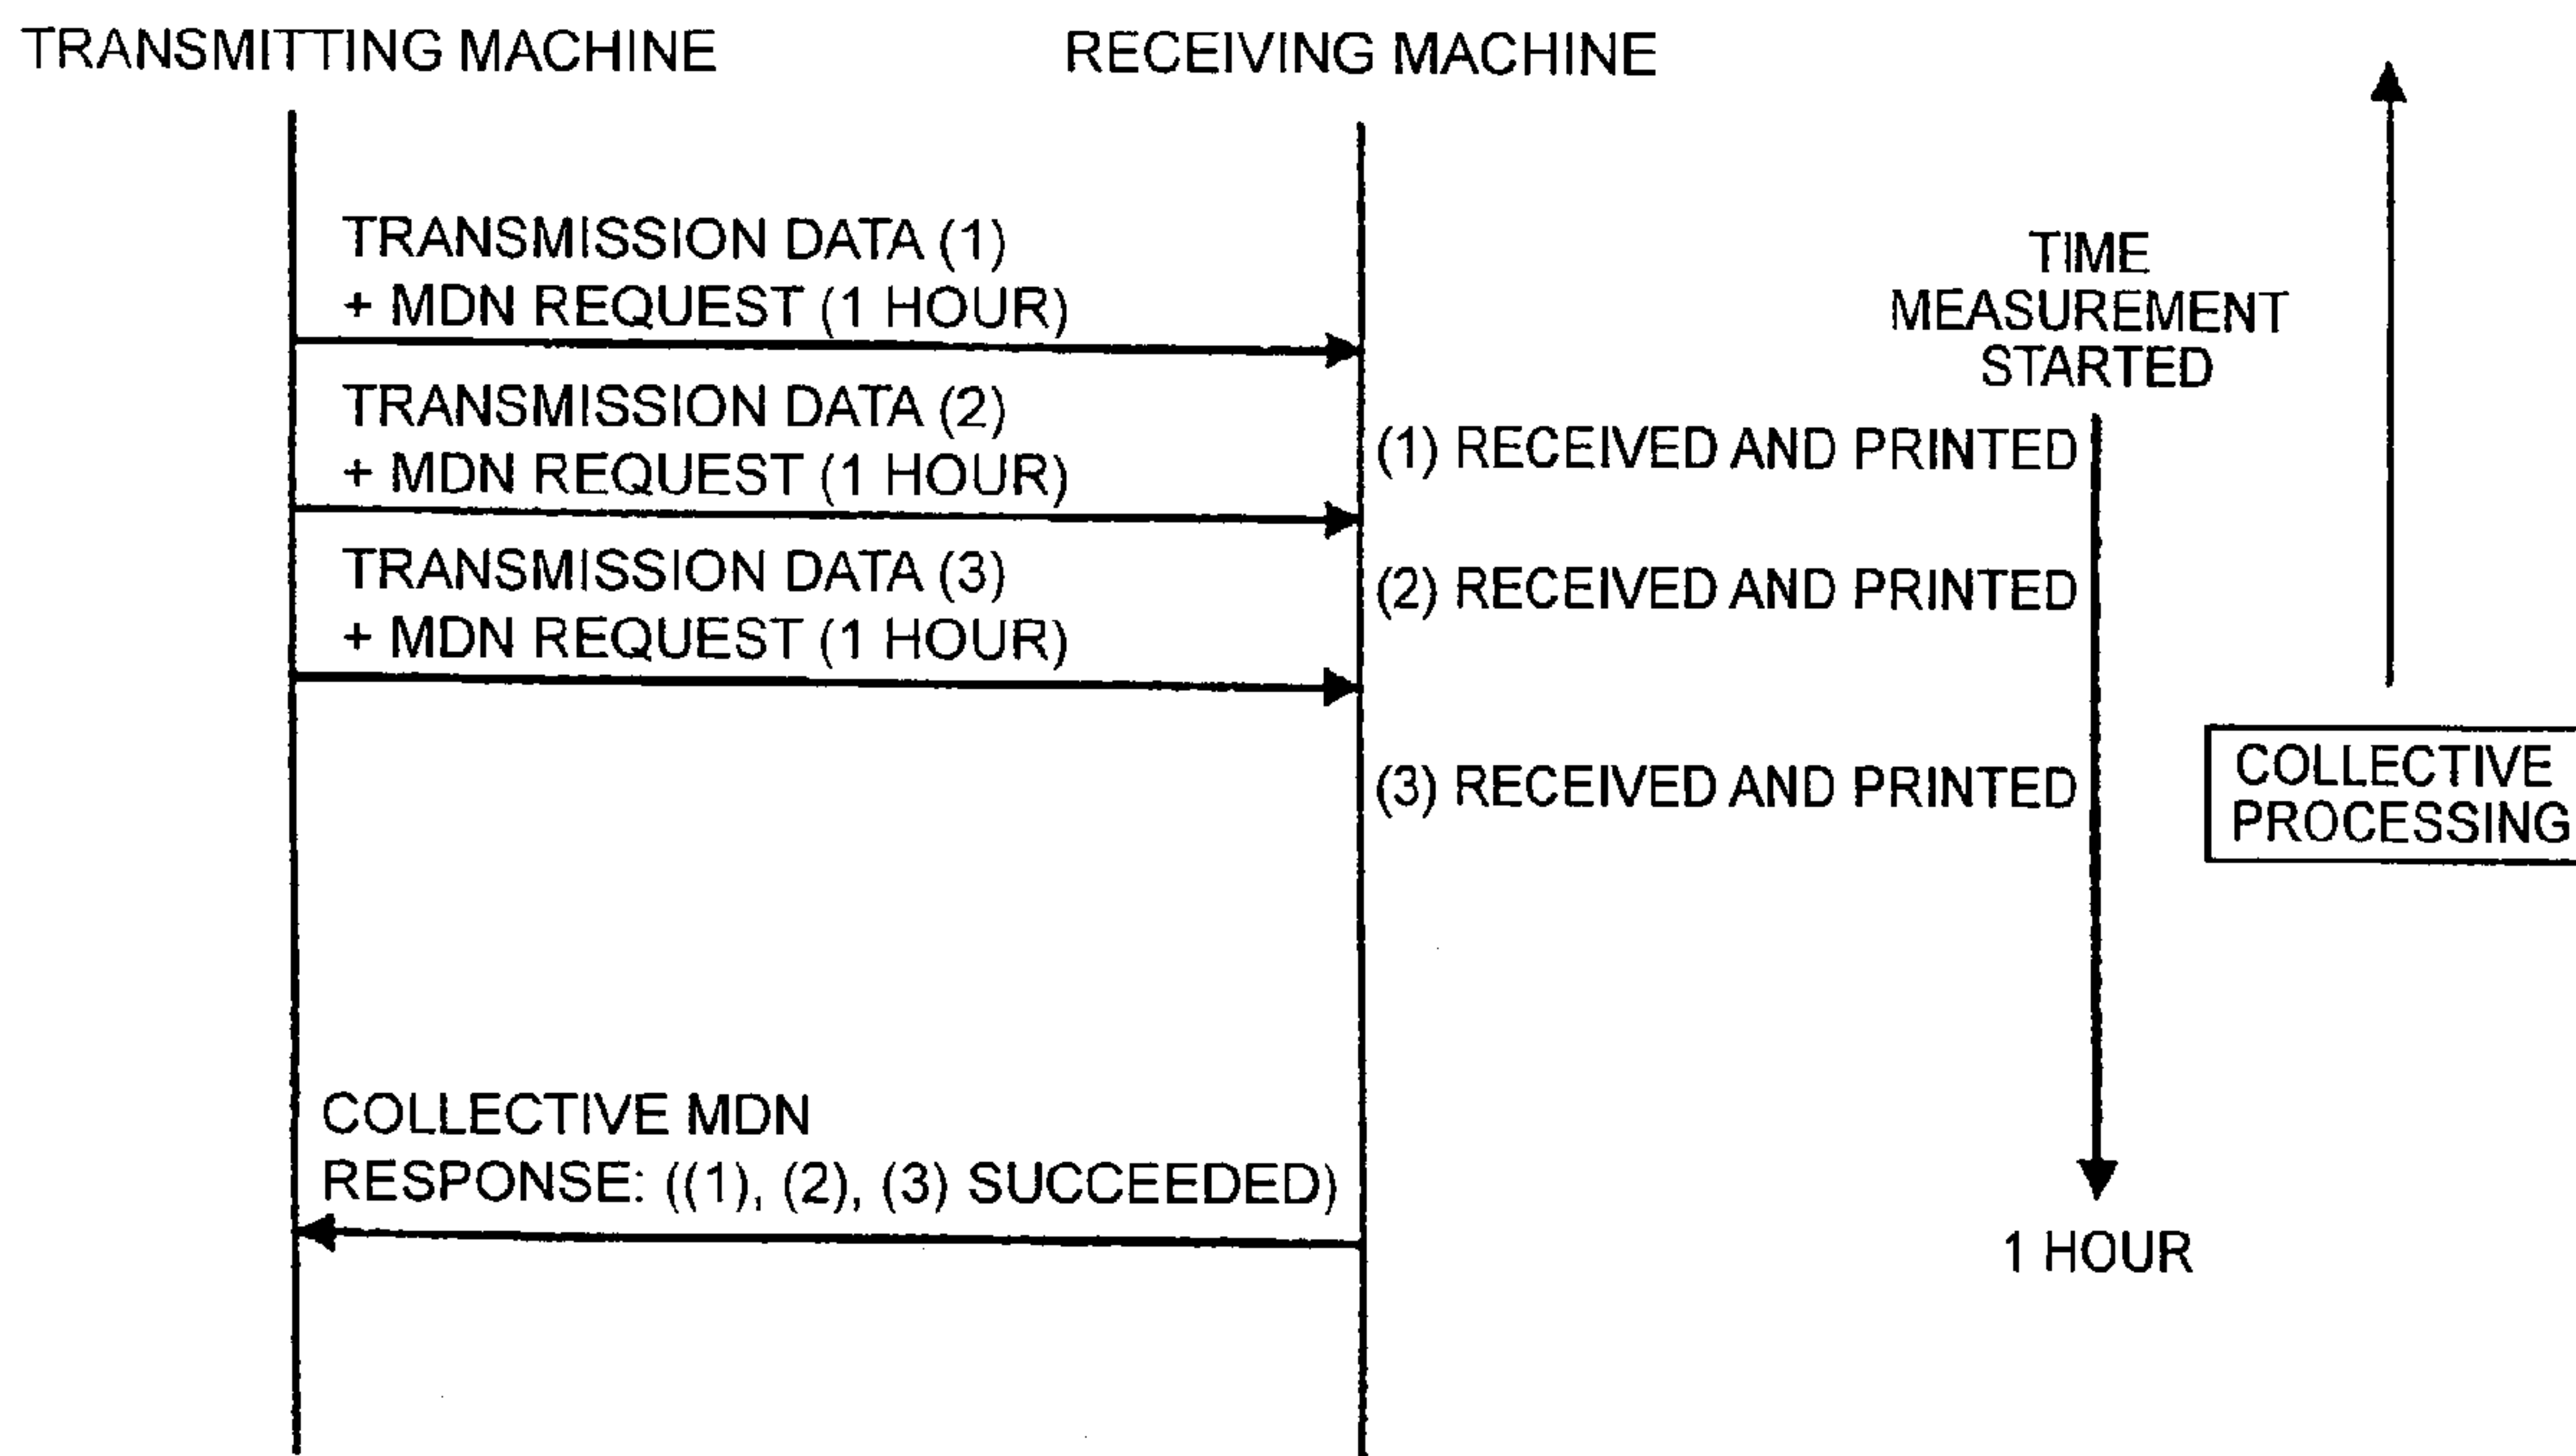 TRANSMITTING MACHINE
RECEIVING MACHINE
TRANSMISSION DATA (1)
+ MDN REQUEST (1 HOUR)
TRANSMISSION DATA (2)
+ MDN REQUEST (1 HOUR)
TRANSMISSION DATA (3)
+ MDN REQUEST (1 HOUR)
TIME
MEASUREMENT
STARTED
(1) RECEIVED AND PRINTED
(2) RECEIVED AND PRINTED
(3) RECEIVED AND PRINTED
COLLECTIVE
PROCESSING
COLLECTIVE MDN
RESPONSE: ((1), (2), (3) SUCCEEDED)
1 HOUR